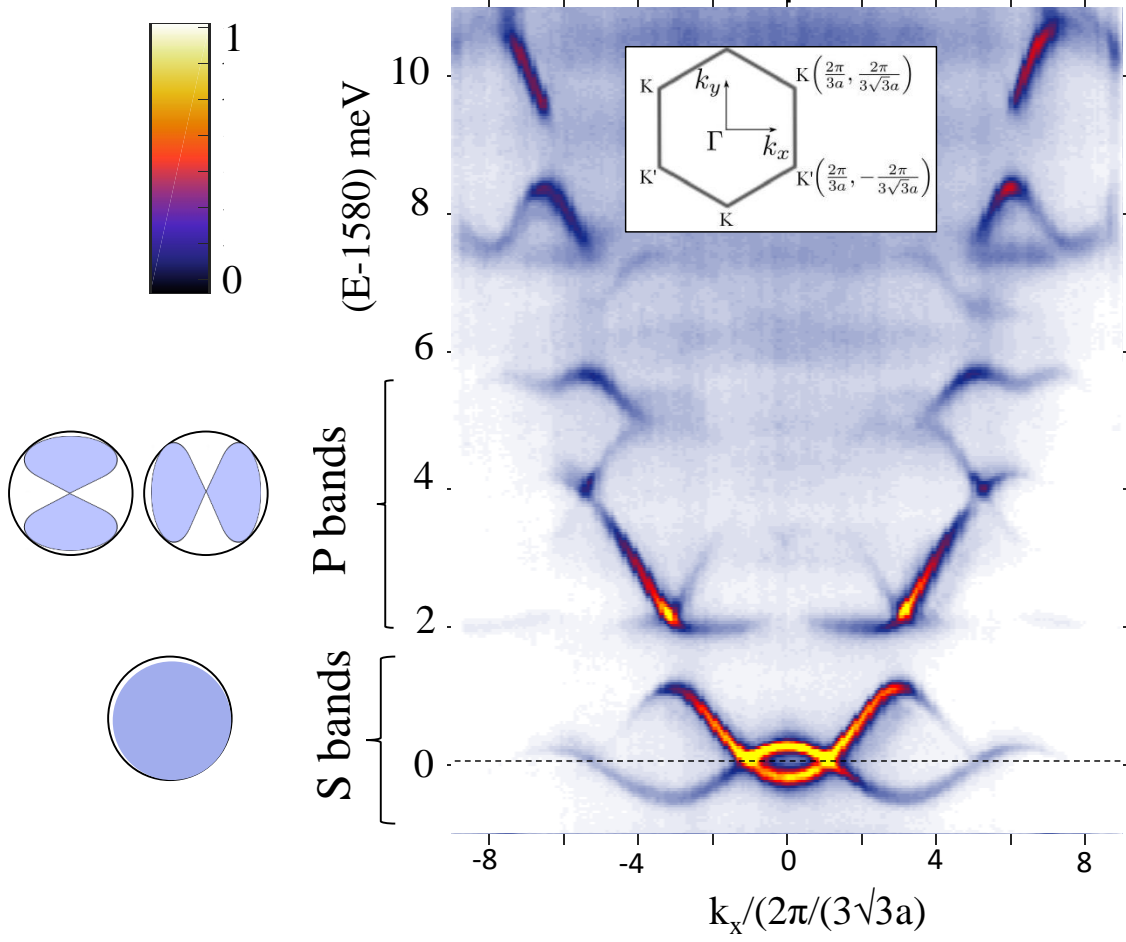 1
0
(E-1580) meV
10
8
6
4
2
0
P bands
S bands
K
k_y
K(2π/3a, 2π/3√3a)
Γ
k_x
K'
K'(2π/3a, -2π/3√3a)
K
-8
-4
0
4
8
k_x/(2π/(3√3a)